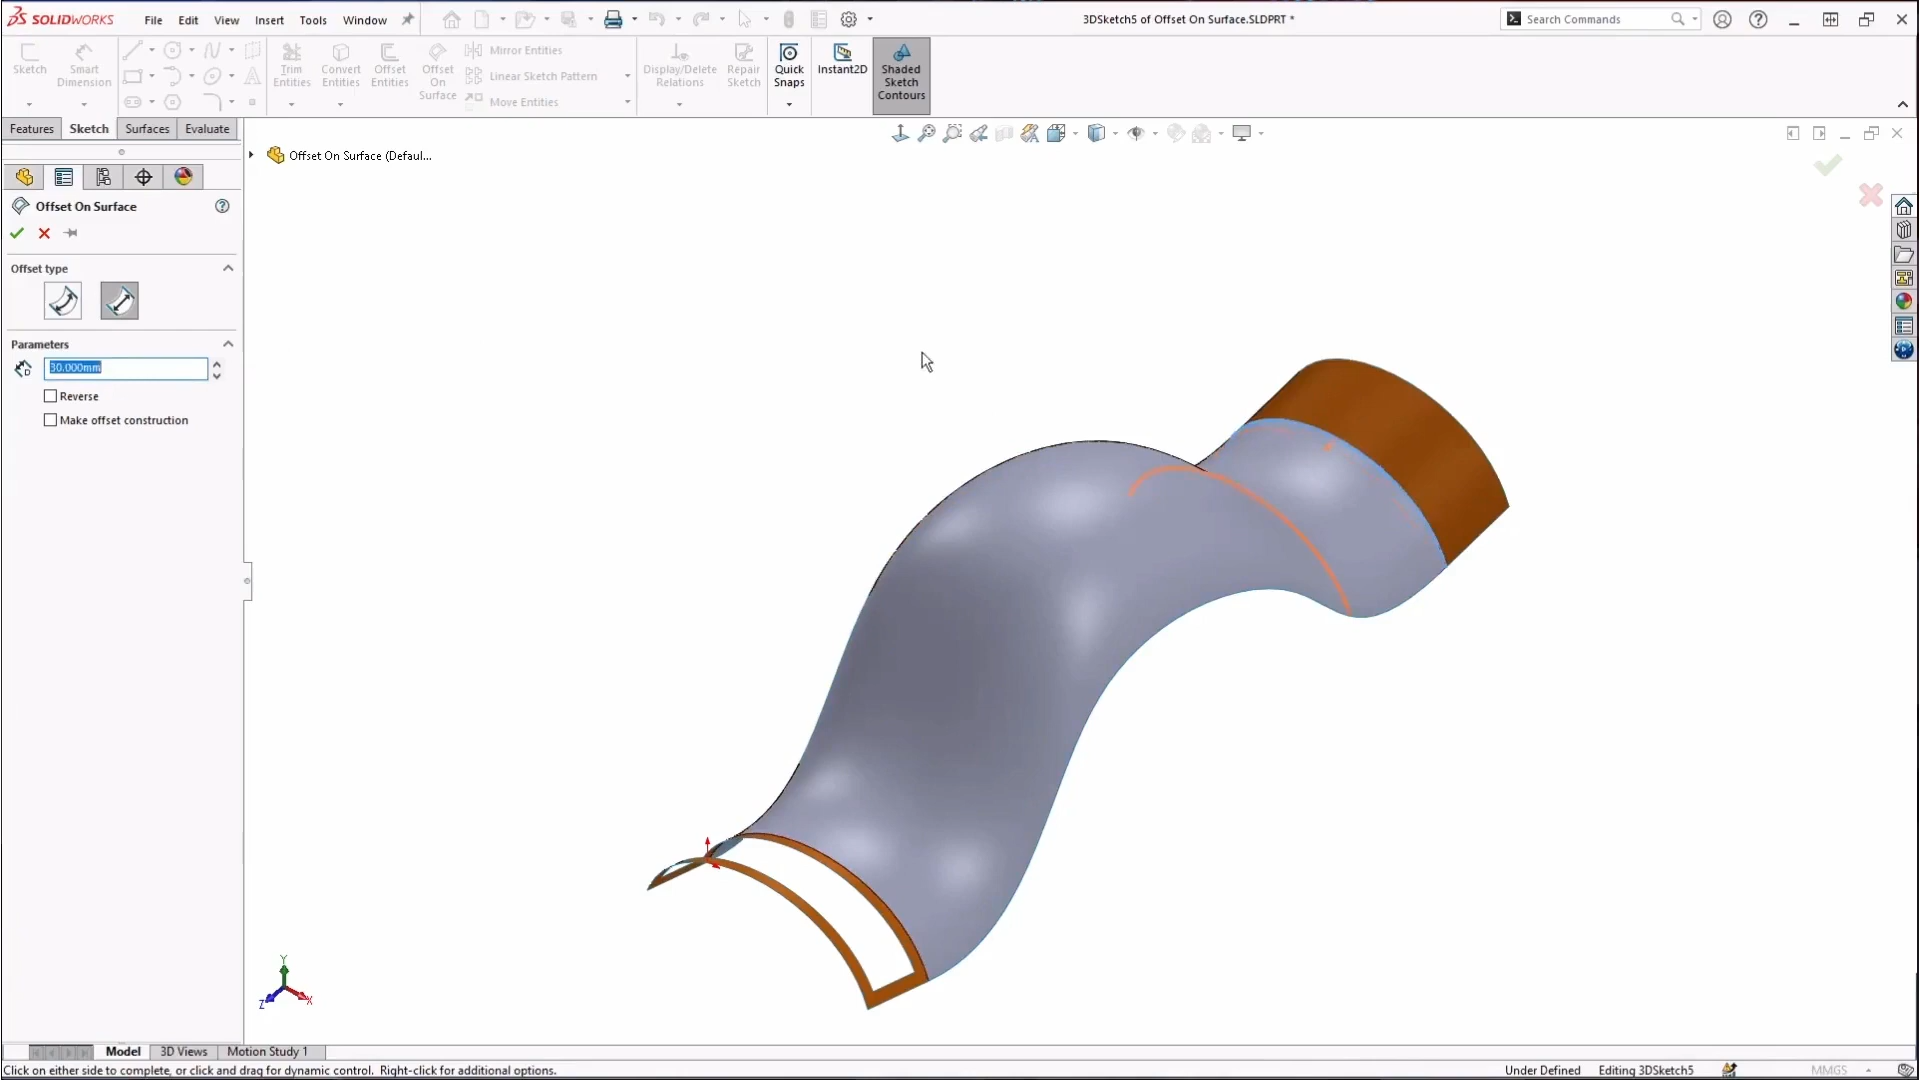 SOLIDWORKS File Edit View Insert Tools Window 3DSketch5 of Offset On Surface.SLDPRT * Search Commands
Sketch
Smart Dimension
Trim Entities
Convert Entities
Offset Entities
Offset On Surface
Mirror Entities
Linear Sketch Pattern
Move Entities
Display/Delete Relations
Repair Sketch
Quick Snaps
Instant2D
Shaded Sketch Contours
Features Sketch Surfaces Evaluate
Offset On Surface (Defaul...
Offset On Surface
Offset type
Parameters
30.000mm
Reverse
Make offset construction
Y
Z
X
Model 3D Views Motion Study 1
Click on either side to complete, or click and drag for dynamic control. Right-click for additional options. Under Defined Editing 3DSketch5 MMGS